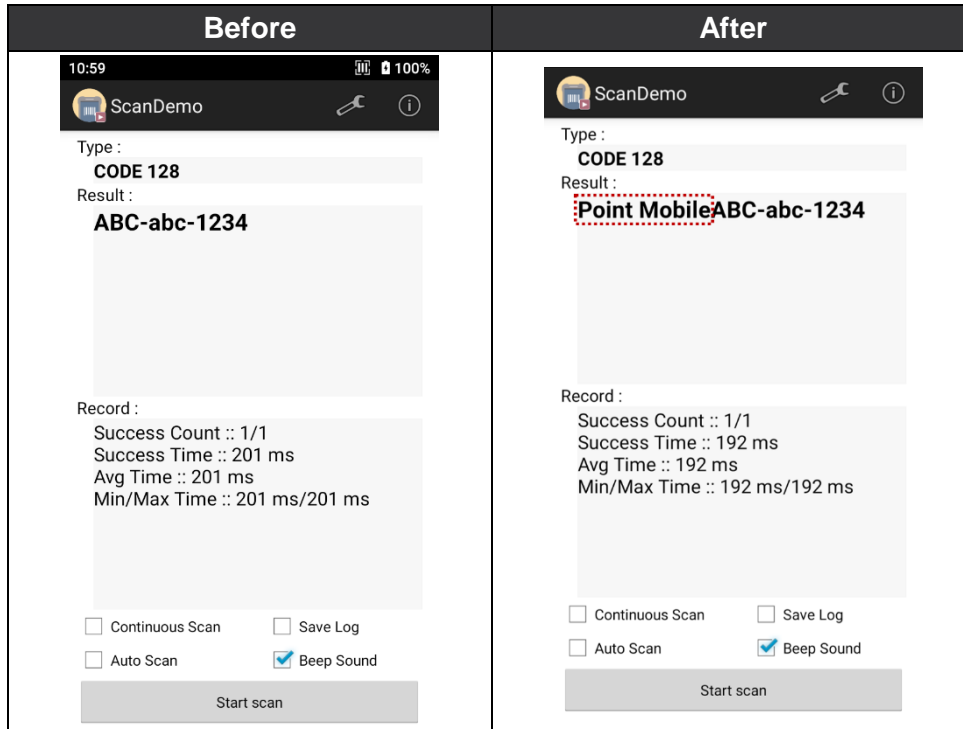 Before
After
10:59
100%
ScanDemo
Type :
CODE 128
Result :
ABC-abc-1234
Record :
Success Count :: 1/1
Success Time :: 201 ms
Avg Time :: 201 ms
Min/Max Time :: 201 ms/201 ms
Continuous Scan
Save Log
Auto Scan
Beep Sound
Start scan
ScanDemo
Type :
CODE 128
Result :
Point MobileABC-abc-1234
Record :
Success Count :: 1/1
Success Time :: 192 ms
Avg Time :: 192 ms
Min/Max Time :: 192 ms/192 ms
Continuous Scan
Save Log
Auto Scan
Beep Sound
Start scan